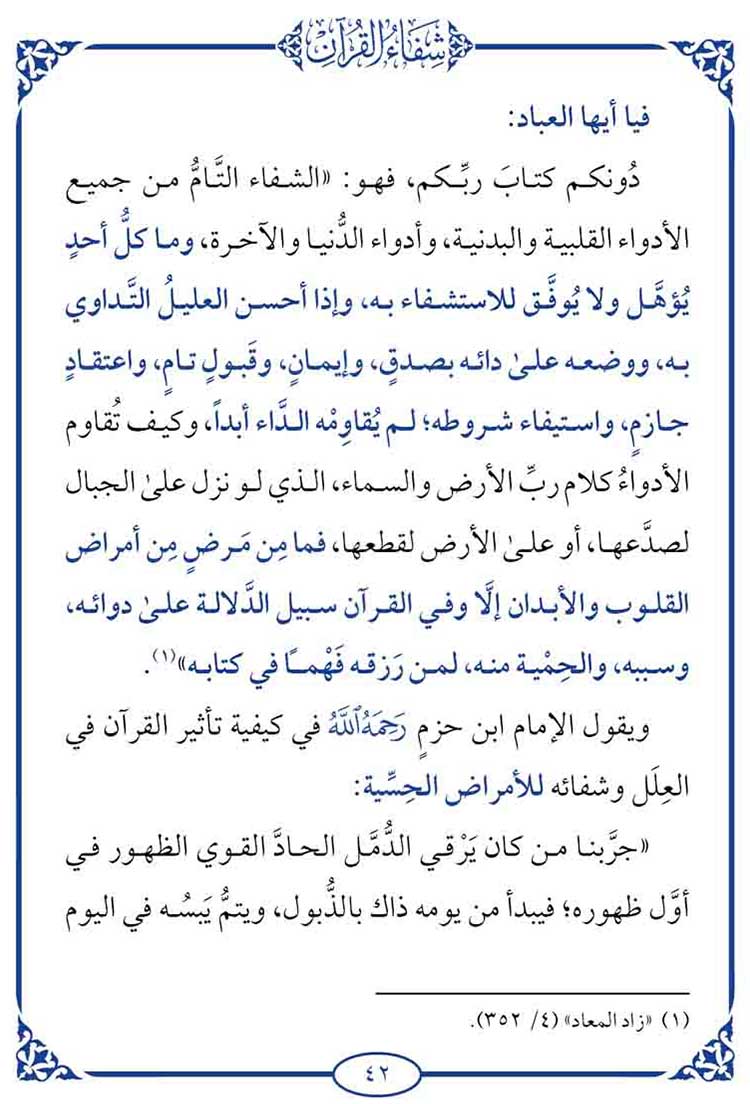 شِفَاءُ القُرْآنِ
فيا أيها العباد:
دُونكم كتابَ ربِّكم، فهو: «الشفاء التَّامُّ من جميع
الأدواء القلبية والبدنية، وأدواء الدُّنيا والآخرة، وما كلُّ أحدٍ
يُؤهَّل ولا يُوفَّق للاستشفاء به، وإذا أحسن العليلُ التَّداوي
به، ووضعه علىٰ دائه بصدقٍ، وإيمانٍ، وقَبولٍ تامٍ، واعتقادٍ
جازمٍ، واستيفاء شروطه؛ لم يُقاوِمْه الدَّاء أبداً، وكيف تُقاوم
الأدواءُ كلام ربِّ الأرض والسماء، الذي لو نزل علىٰ الجبال
لصدَّعها، أو علىٰ الأرض لقطعها، فما مِن مَرضٍ مِن أمراض
القلوب والأبدان إلَّا وفي القرآن سبيل الدَّلالة علىٰ دوائه،
وسببه، والحِمْية منه، لمن رَزقه فَهْمًا في كتابه»(١).
ويقول الإمام ابن حزمٍ رَحِمَهُ ٱللَّهُ في كيفية تأثير القرآن في
العِلَل وشفائه للأمراض الحِسِّية:
«جرَّبنا من كان يَرْقي الدُّمَّل الحادَّ القوي الظهور في
أوَّل ظهوره؛ فيبدأ من يومه ذاك بالذُّبول، ويتمُّ يَبسُه في اليوم
(١) «زاد المعاد» (٤/ ٣٥٢).
٤٢